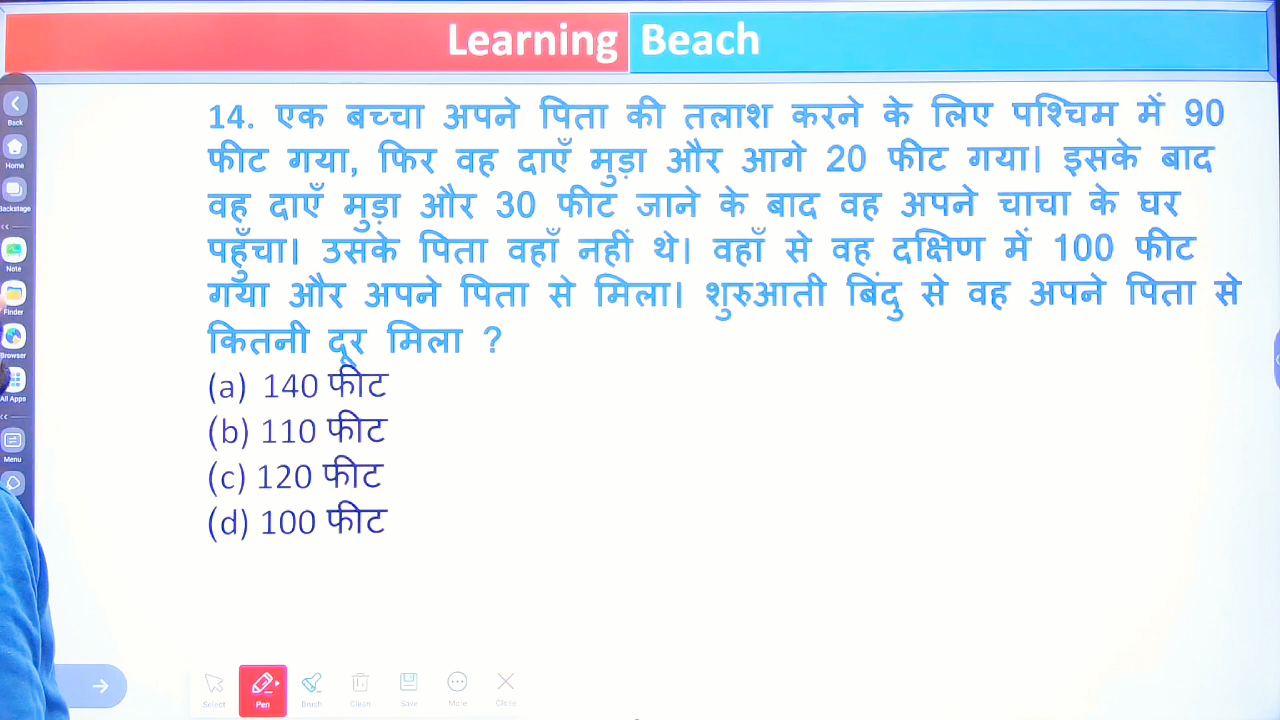 Learning Beach
14. एक बच्चा अपने पिता की तलाश करने के लिए पश्चिम में 90
फीट गया, फिर वह दाएँ मुड़ा और आगे 20 फीट गया। इसके बाद
वह दाएँ मुड़ा और 30 फीट जाने के बाद वह अपने चाचा के घर
पहुँचा। उसके पिता वहाँ नहीं थे। वहाँ से वह दक्षिण में 100 फीट
गया और अपने पिता से मिला। शुरुआती बिंदु से वह अपने पिता से
कितनी दूर मिला ?
(a) 140 फीट
(b) 110 फीट
(c) 120 फीट
(d) 100 फीट
Back
Home
Backstage
Note
Finder
Browser
All Apps
Menu
Select
Pen
Brush
Clean
Save
More
Close